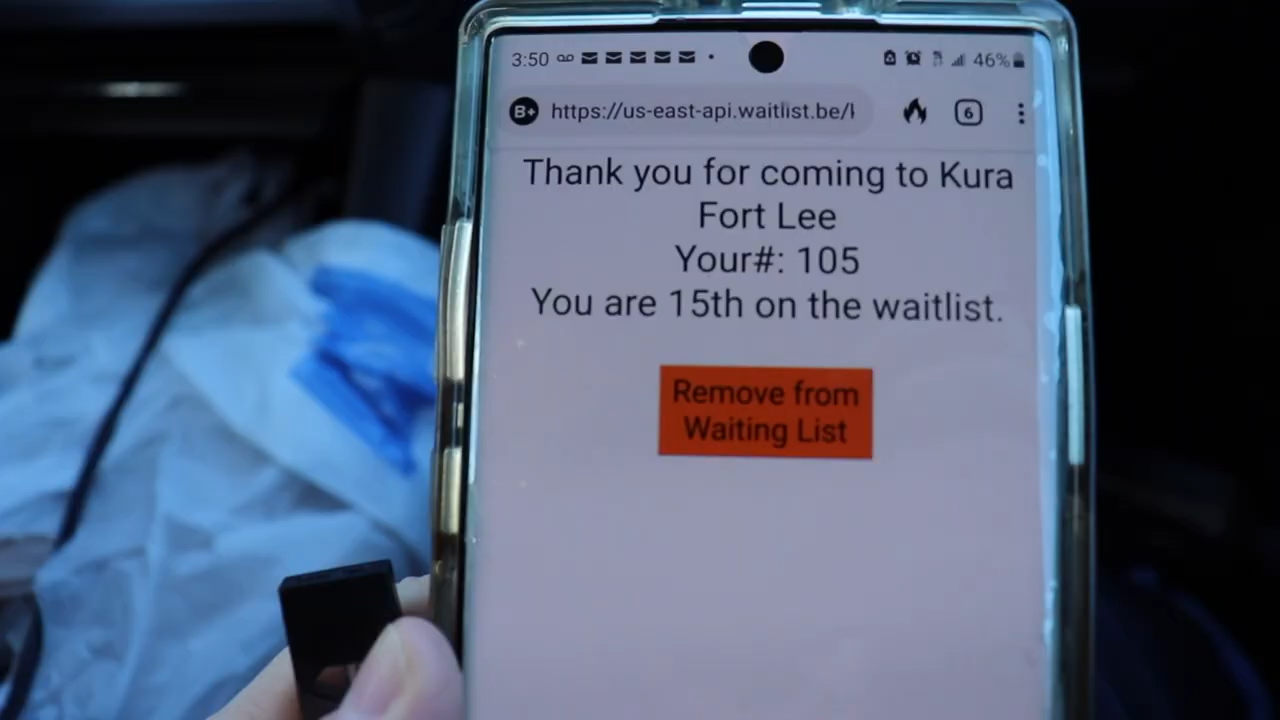 3:50 46%
B+ https://us-east-api.waitlist.be/ 6
Thank you for coming to Kura
Fort Lee
Your#: 105
You are 15th on the waitlist.
Remove from
Waiting List